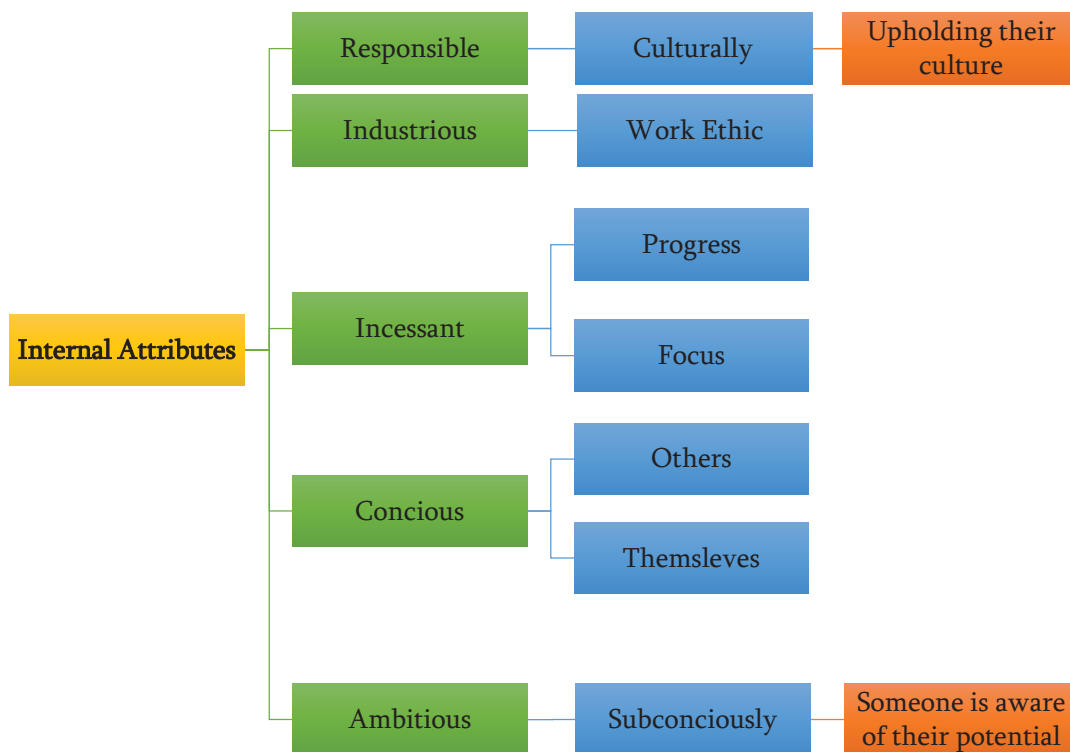 Responsible
Culturally
Upholding their
culture
Industrious
Work Ethic
Internal Attributes
Incessant
Progress
Focus
Concious
Others
Themsleves
Ambitious
Subconciously
Someone is aware
of their potential